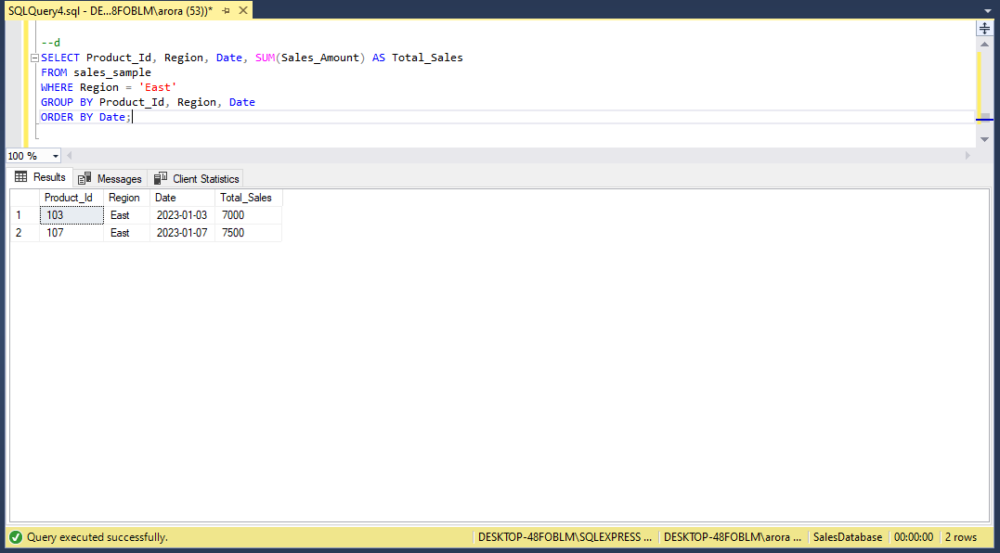 SQLQuery4.sql - DE...8FOBLM\arora (53))*
--d
SELECT Product_Id, Region, Date, SUM(Sales_Amount) AS Total_Sales
FROM sales_sample
WHERE Region = 'East'
GROUP BY Product_Id, Region, Date
ORDER BY Date;
100 %
Results Messages Client Statistics
Product_Id Region Date Total_Sales
1 103 East 2023-01-03 7000
2 107 East 2023-01-07 7500
Query executed successfully. DESKTOP-48FOBLM\SQLEXPRESS ... DESKTOP-48FOBLM\arora ... SalesDatabase 00:00:00 2 rows